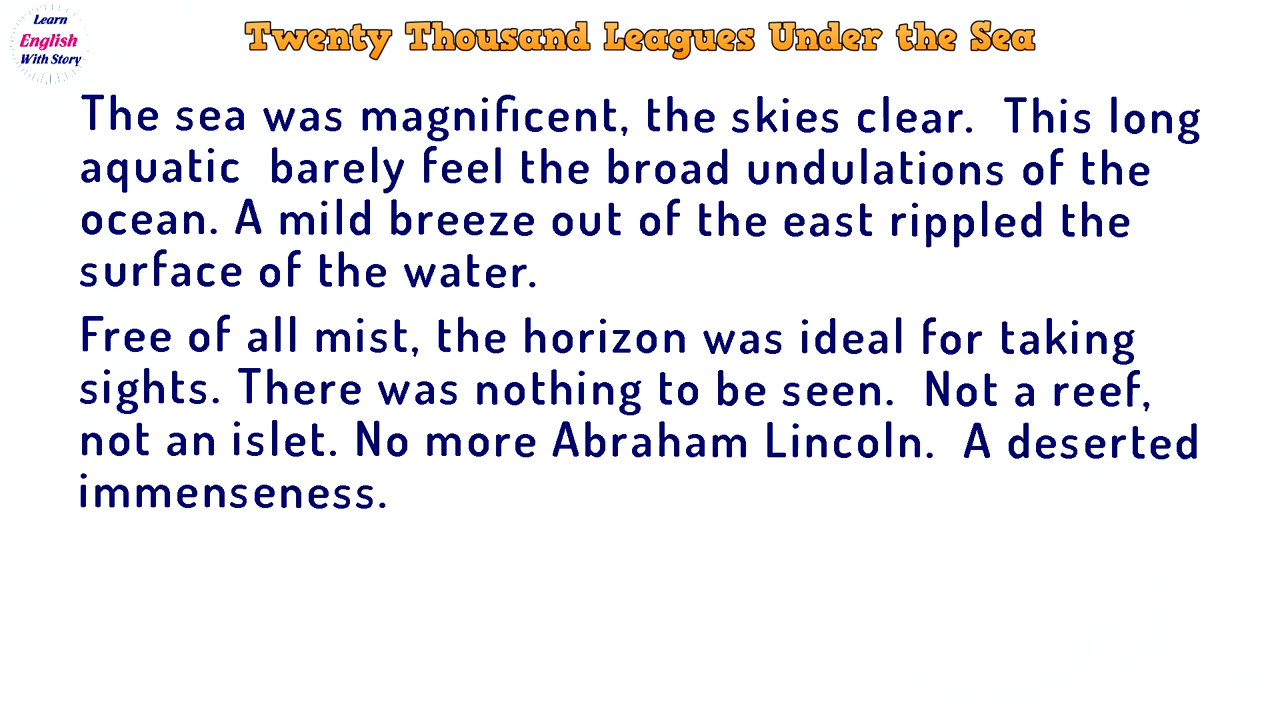 Learn
English
With Story
Twenty Thousand Leagues Under the Sea
The sea was magnificent, the skies clear.  This long
aquatic  barely feel the broad undulations of the
ocean. A mild breeze out of the east rippled the
surface of the water.
Free of all mist, the horizon was ideal for taking
sights. There was nothing to be seen.  Not a reef,
not an islet. No more Abraham Lincoln.  A deserted
immenseness.